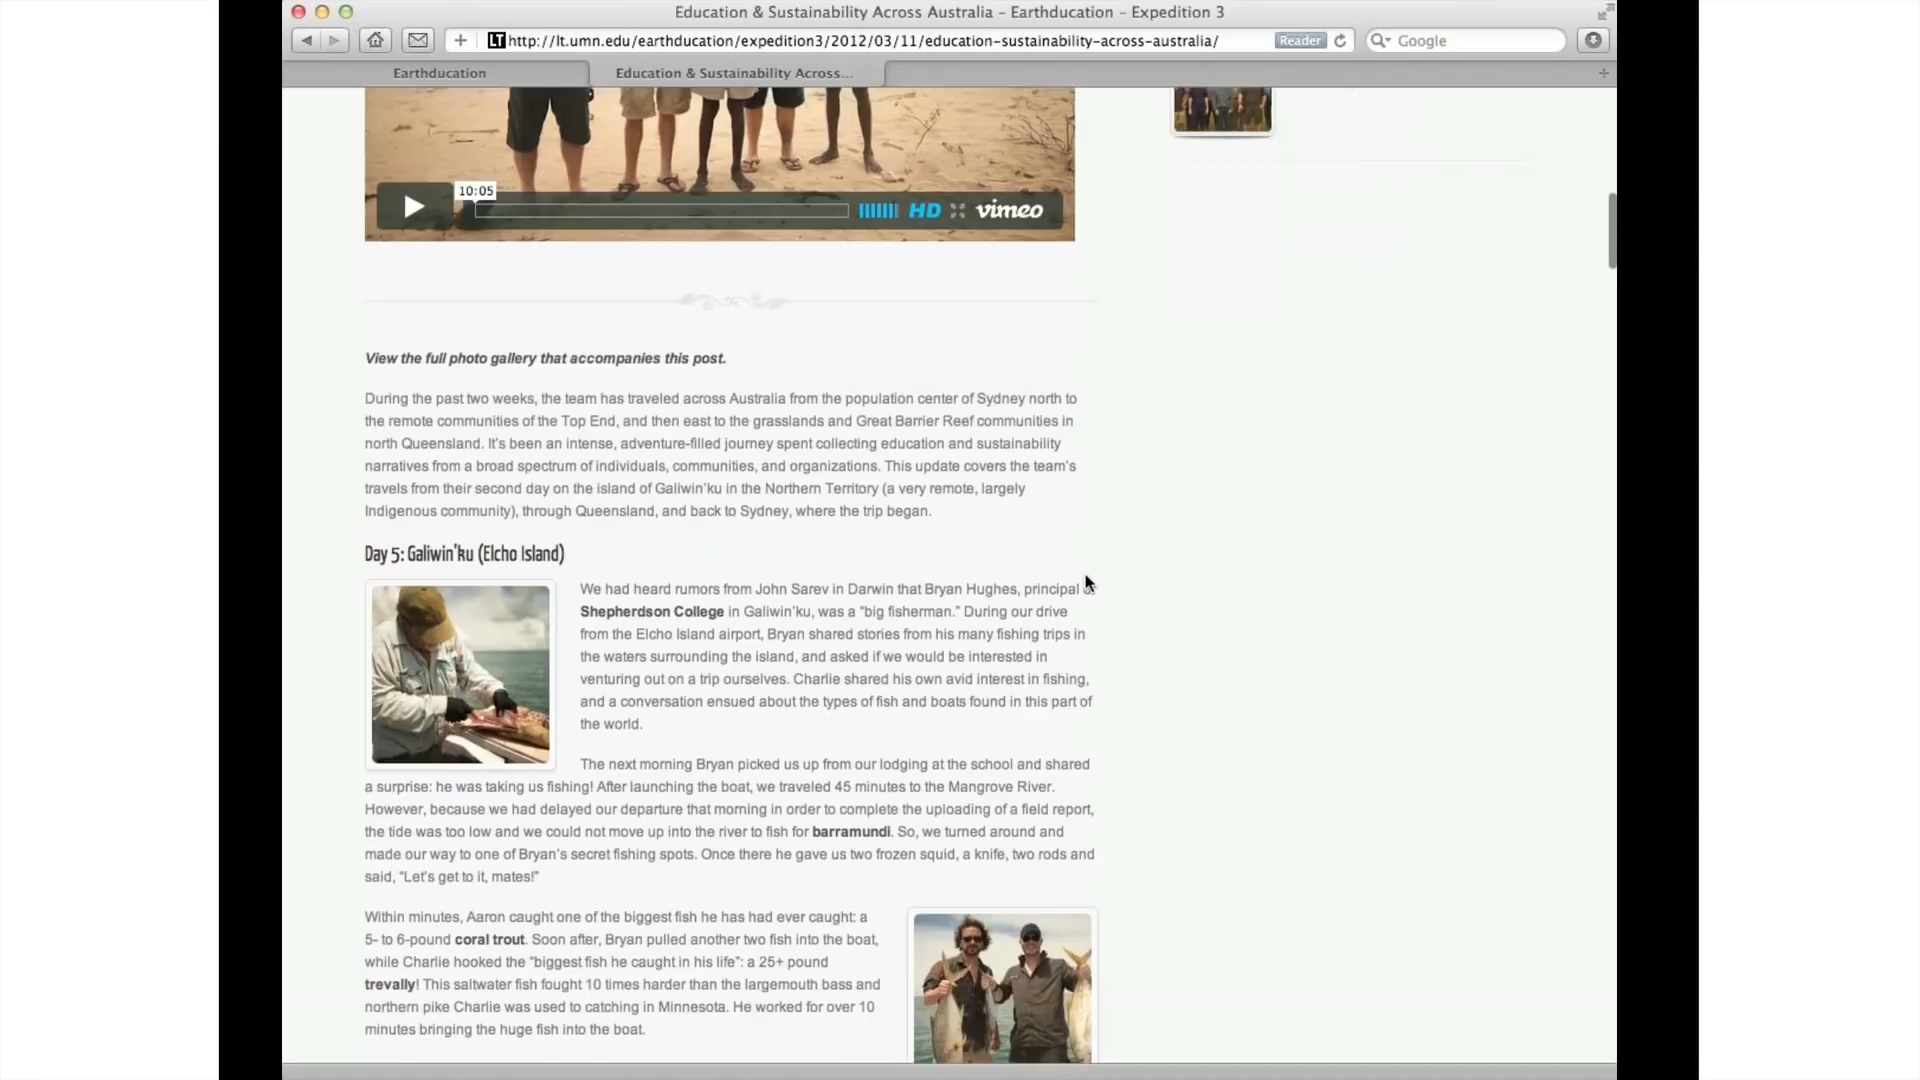 Education & Sustainability Across Australia – Earthducation – Expedition 3
LT http://lt.umn.edu/earthducation/expedition3/2012/03/11/education-sustainability-across-australia/ Reader Google
Earthducation Education & Sustainability Across...
10:05
HD vimeo
View the full photo gallery that accompanies this post.
During the past two weeks, the team has traveled across Australia from the population center of Sydney north to
the remote communities of the Top End, and then east to the grasslands and Great Barrier Reef communities in
north Queensland. It's been an intense, adventure-filled journey spent collecting education and sustainability
narratives from a broad spectrum of individuals, communities, and organizations. This update covers the team's
travels from their second day on the island of Galiwin'ku in the Northern Territory (a very remote, largely
Indigenous community), through Queensland, and back to Sydney, where the trip began.
Day 5: Galiwin'ku (Elcho Island)
We had heard rumors from John Sarev in Darwin that Bryan Hughes, principal
Shepherdson College in Galiwin'ku, was a "big fisherman." During our drive
from the Elcho Island airport, Bryan shared stories from his many fishing trips in
the waters surrounding the island, and asked if we would be interested in
venturing out on a trip ourselves. Charlie shared his own avid interest in fishing,
and a conversation ensued about the types of fish and boats found in this part of
the world.
The next morning Bryan picked us up from our lodging at the school and shared
a surprise: he was taking us fishing! After launching the boat, we traveled 45 minutes to the Mangrove River.
However, because we had delayed our departure that morning in order to complete the uploading of a field report,
the tide was too low and we could not move up into the river to fish for barramundi. So, we turned around and
made our way to one of Bryan's secret fishing spots. Once there he gave us two frozen squid, a knife, two rods and
said, "Let's get to it, mates!"
Within minutes, Aaron caught one of the biggest fish he has had ever caught: a
5- to 6-pound coral trout. Soon after, Bryan pulled another two fish into the boat,
while Charlie hooked the "biggest fish he caught in his life": a 25+ pound
trevally! This saltwater fish fought 10 times harder than the largemouth bass and
northern pike Charlie was used to catching in Minnesota. He worked for over 10
minutes bringing the huge fish into the boat.